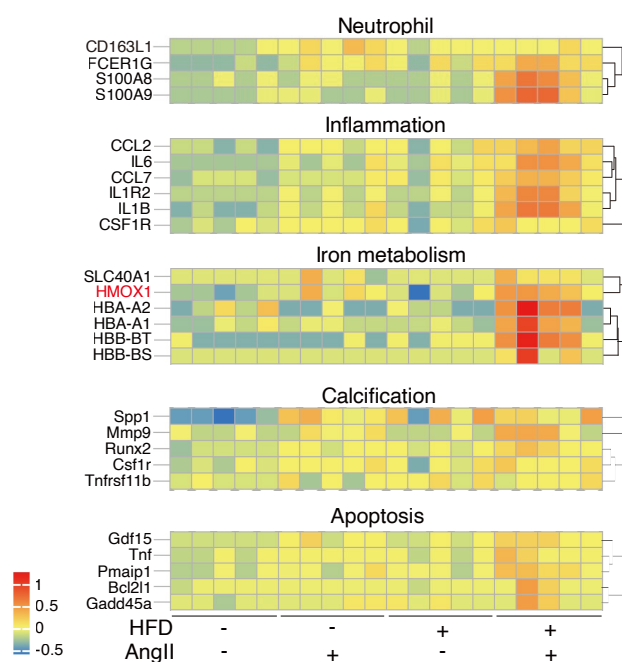 Neutrophil
CD163L1
FCER1G
S100A8
S100A9
Inflammation
CCL2
IL6
CCL7
IL1R2
IL1B
CSF1R
Iron metabolism
SLC40A1
HMOX1
HBA-A2
HBA-A1
HBB-BT
HBB-BS
Calcification
Spp1
Mmp9
Runx2
Csf1r
Tnfrsf11b
Apoptosis
Gdf15
Tnf
Pmaip1
Bcl2l1
Gadd45a
1
0.5
0
-0.5
HFD - - + +
AngII - + - +